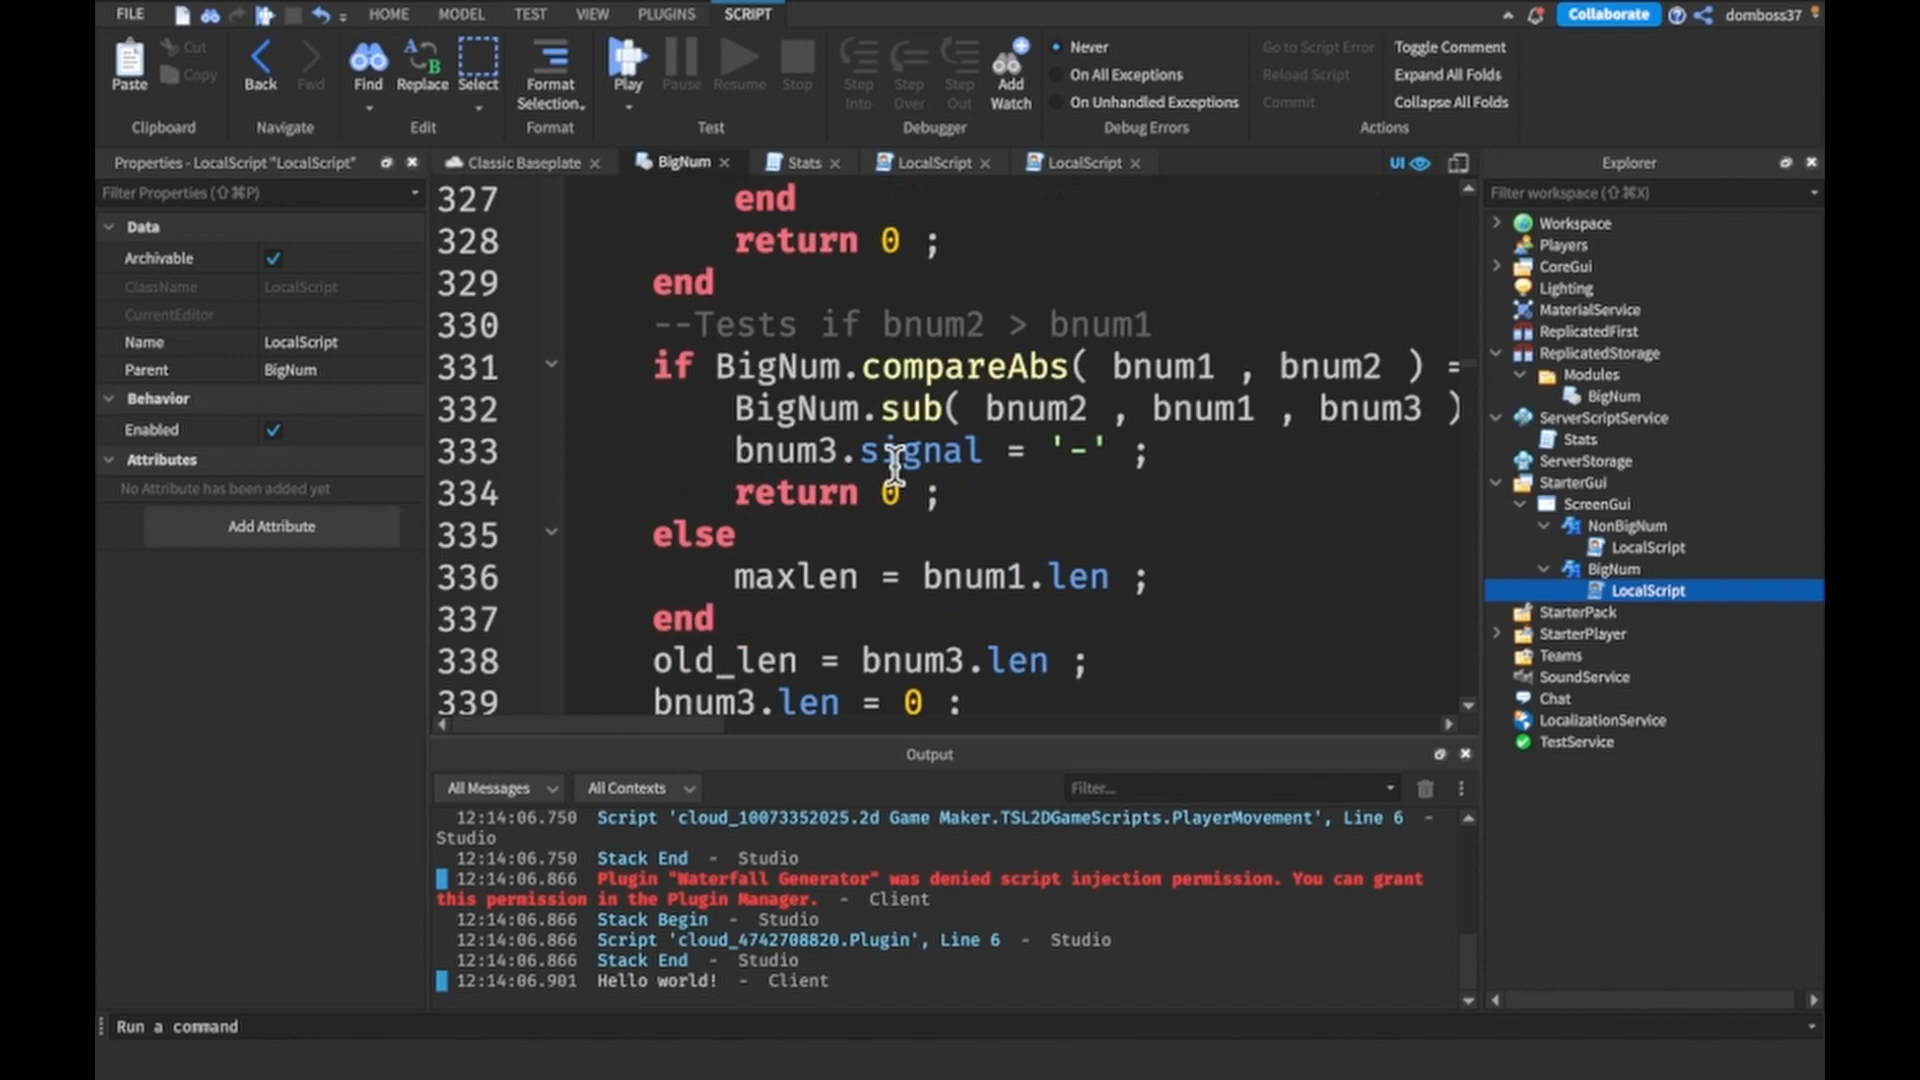 FILE HOME MODEL TEST VIEW PLUGINS SCRIPT Collaborate domboss37
Paste Cut Copy Clipboard
Back Fwd Navigate
Find Replace Select Edit
Format Selection Format
Play Pause Resume Stop Test
Step Into Step Over Step Out Add Watch Debugger
Never
On All Exceptions
On Unhandled Exceptions
Debug Errors
Go to Script Error
Reload Script
Commit
Toggle Comment
Expand All Folds
Collapse All Folds
Actions
Properties - LocalScript "LocalScript"
Filter Properties (⇧⌘P)
Data
Archivable
ClassName LocalScript
CurrentEditor
Name LocalScript
Parent BigNum
Behavior
Enabled
Attributes
No Attribute has been added yet
Add Attribute
Classic Baseplate BigNum Stats LocalScript LocalScript UI
327 end
328 return 0 ;
329 end
330 --Tests if bnum2 > bnum1
331 if BigNum.compareAbs( bnum1 , bnum2 ) =
332 BigNum.sub( bnum2 , bnum1 , bnum3 )
333 bnum3.signal = '-' ;
334 return 0 ;
335 else
336 maxlen = bnum1.len ;
337 end
338 old_len = bnum3.len ;
339 bnum3.len = 0 ;
Output
All Messages All Contexts Filter...
12:14:06.750 Script 'cloud_10073352025.2d Game Maker.TSL2DGameScripts.PlayerMovement', Line 6 -
Studio
12:14:06.750 Stack End - Studio
12:14:06.866 Plugin "Waterfall Generator" was denied script injection permission. You can grant
this permission in the Plugin Manager. - Client
12:14:06.866 Stack Begin - Studio
12:14:06.866 Script 'cloud_4742708820.Plugin', Line 6 - Studio
12:14:06.866 Stack End - Studio
12:14:06.901 Hello world! - Client
Explorer
Filter workspace (⇧⌘X)
Workspace
Players
CoreGui
Lighting
MaterialService
ReplicatedFirst
ReplicatedStorage
Modules
BigNum
ServerScriptService
Stats
ServerStorage
StarterGui
ScreenGui
NonBigNum
LocalScript
BigNum
LocalScript
StarterPack
StarterPlayer
Teams
SoundService
Chat
LocalizationService
TestService
Run a command